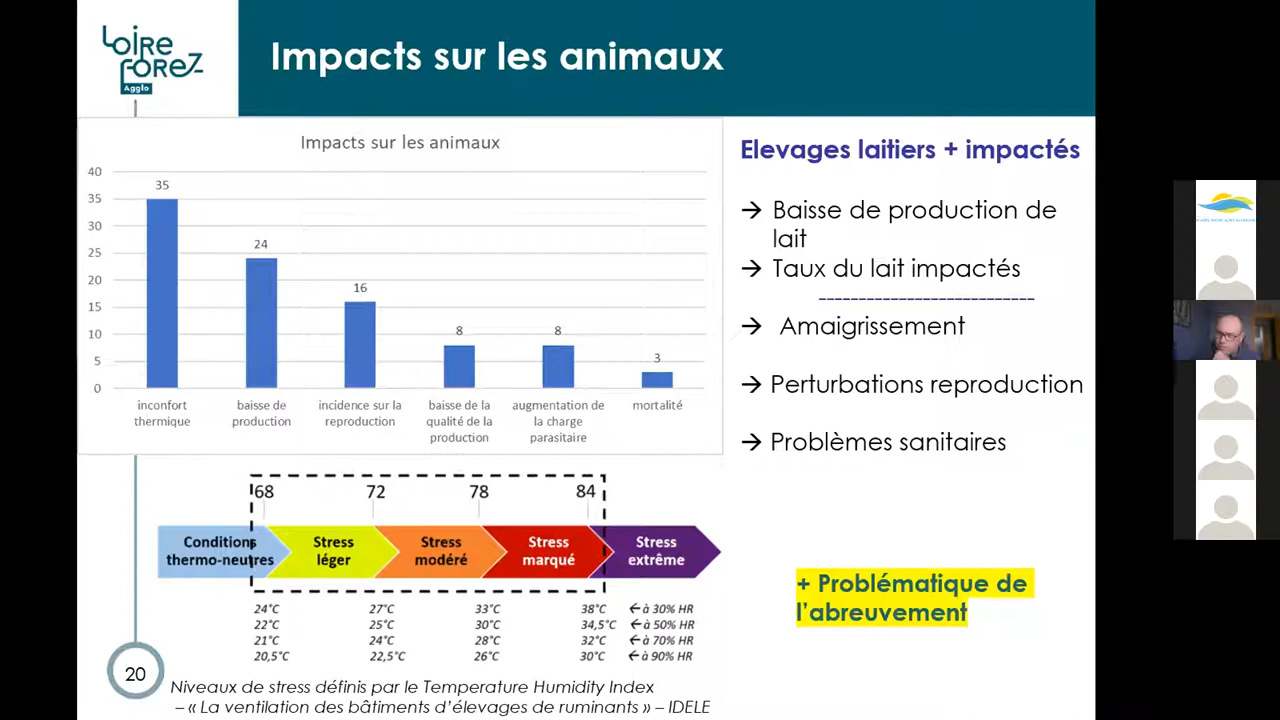 Loire
Forez
Agglo
Impacts sur les animaux
Impacts sur les animaux
40
35
30
25
20
15
10
5
0
35
24
16
8
8
3
inconfort
thermique
baisse de
production
incidence sur la
reproduction
baisse de la
qualité de la
production
augmentation de
la charge
parasitaire
mortalité
Elevages laitiers + impactés
→ Baisse de production de
lait
→ Taux du lait impactés
---------------------------
→ Amaigrissement
→ Perturbations reproduction
→ Problèmes sanitaires
+ Problématique de
l'abreuvement
68 72 78 84
Conditions
thermo-neutres
Stress
léger
Stress
modéré
Stress
marqué
Stress
extrême
24°C 27°C 33°C 38°C ← à 30% HR
22°C 25°C 30°C 34,5°C ← à 50% HR
21°C 24°C 28°C 32°C ← à 70% HR
20,5°C 22,5°C 26°C 30°C ← à 90% HR
20
Niveaux de stress définis par le Temperature Humidity Index
– « La ventilation des bâtiments d'élevages de ruminants » – IDELE